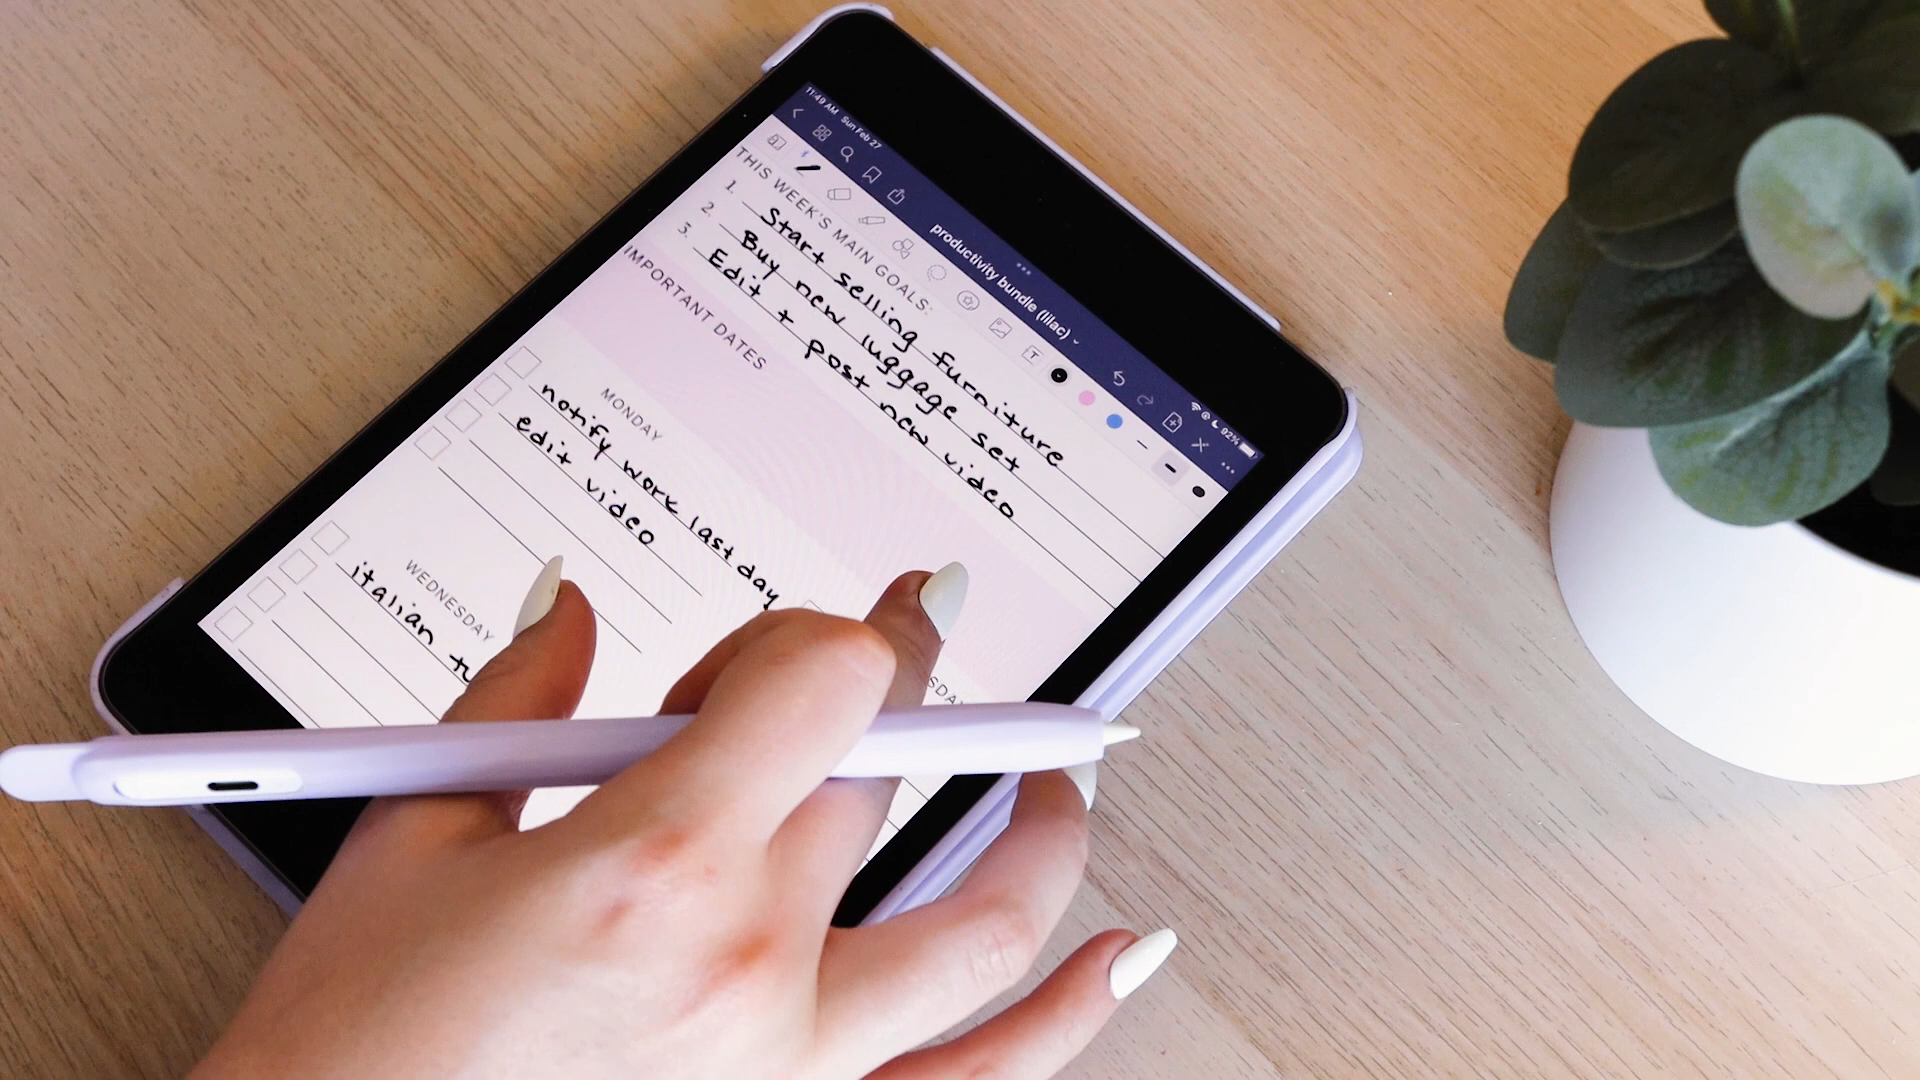 11:49 AM Sun Feb 27
92%
productivity bundle (lilac)
THIS WEEK'S MAIN GOALS:
1. Start selling furniture
2. Buy new luggage set
3. Edit + post new video
IMPORTANT DATES
MONDAY
notify work last day
edit video
WEDNESDAY
italian